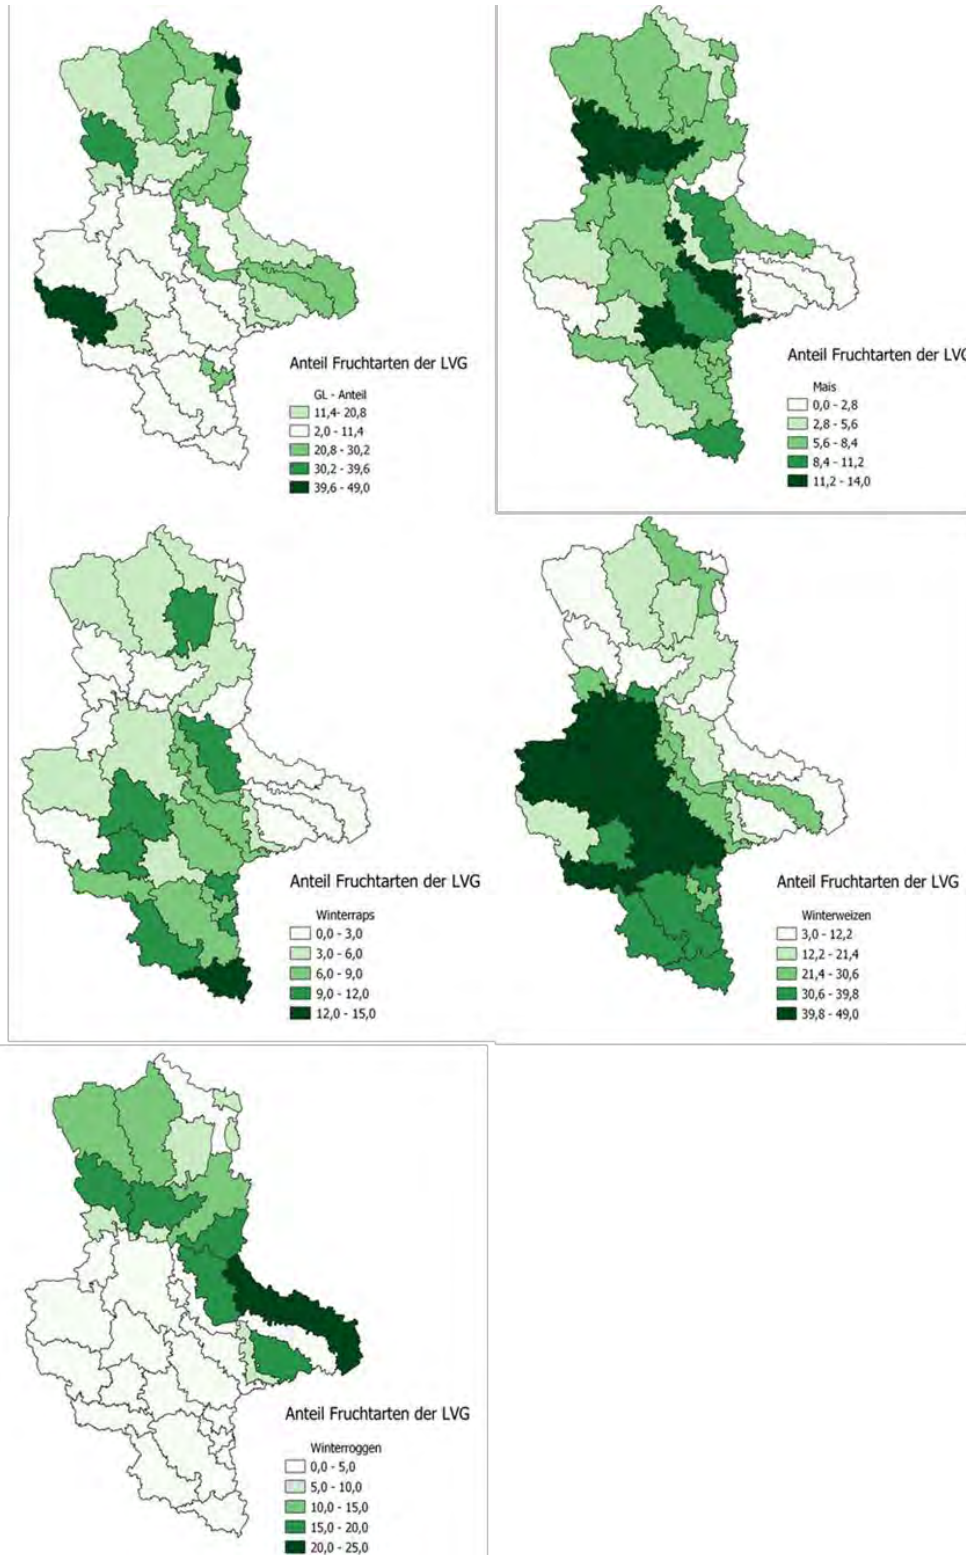 Anteil Fruchtarten der LVG
GL - Anteil
11,4- 20,8
2,0 - 11,4
20,8 - 30,2
30,2 - 39,6
39,6 - 49,0
Anteil Fruchtarten der LVG
Mais
0,0 - 2,8
2,8 - 5,6
5,6 - 8,4
8,4 - 11,2
11,2 - 14,0
Anteil Fruchtarten der LVG
Winterraps
0,0 - 3,0
3,0 - 6,0
6,0 - 9,0
9,0 - 12,0
12,0 - 15,0
Anteil Fruchtarten der LVG
Winterweizen
3,0 - 12,2
12,2 - 21,4
21,4 - 30,6
30,6 - 39,8
39,8 - 49,0
Anteil Fruchtarten der LVG
Winterroggen
0,0 - 5,0
5,0 - 10,0
10,0 - 15,0
15,0 - 20,0
20,0 - 25,0